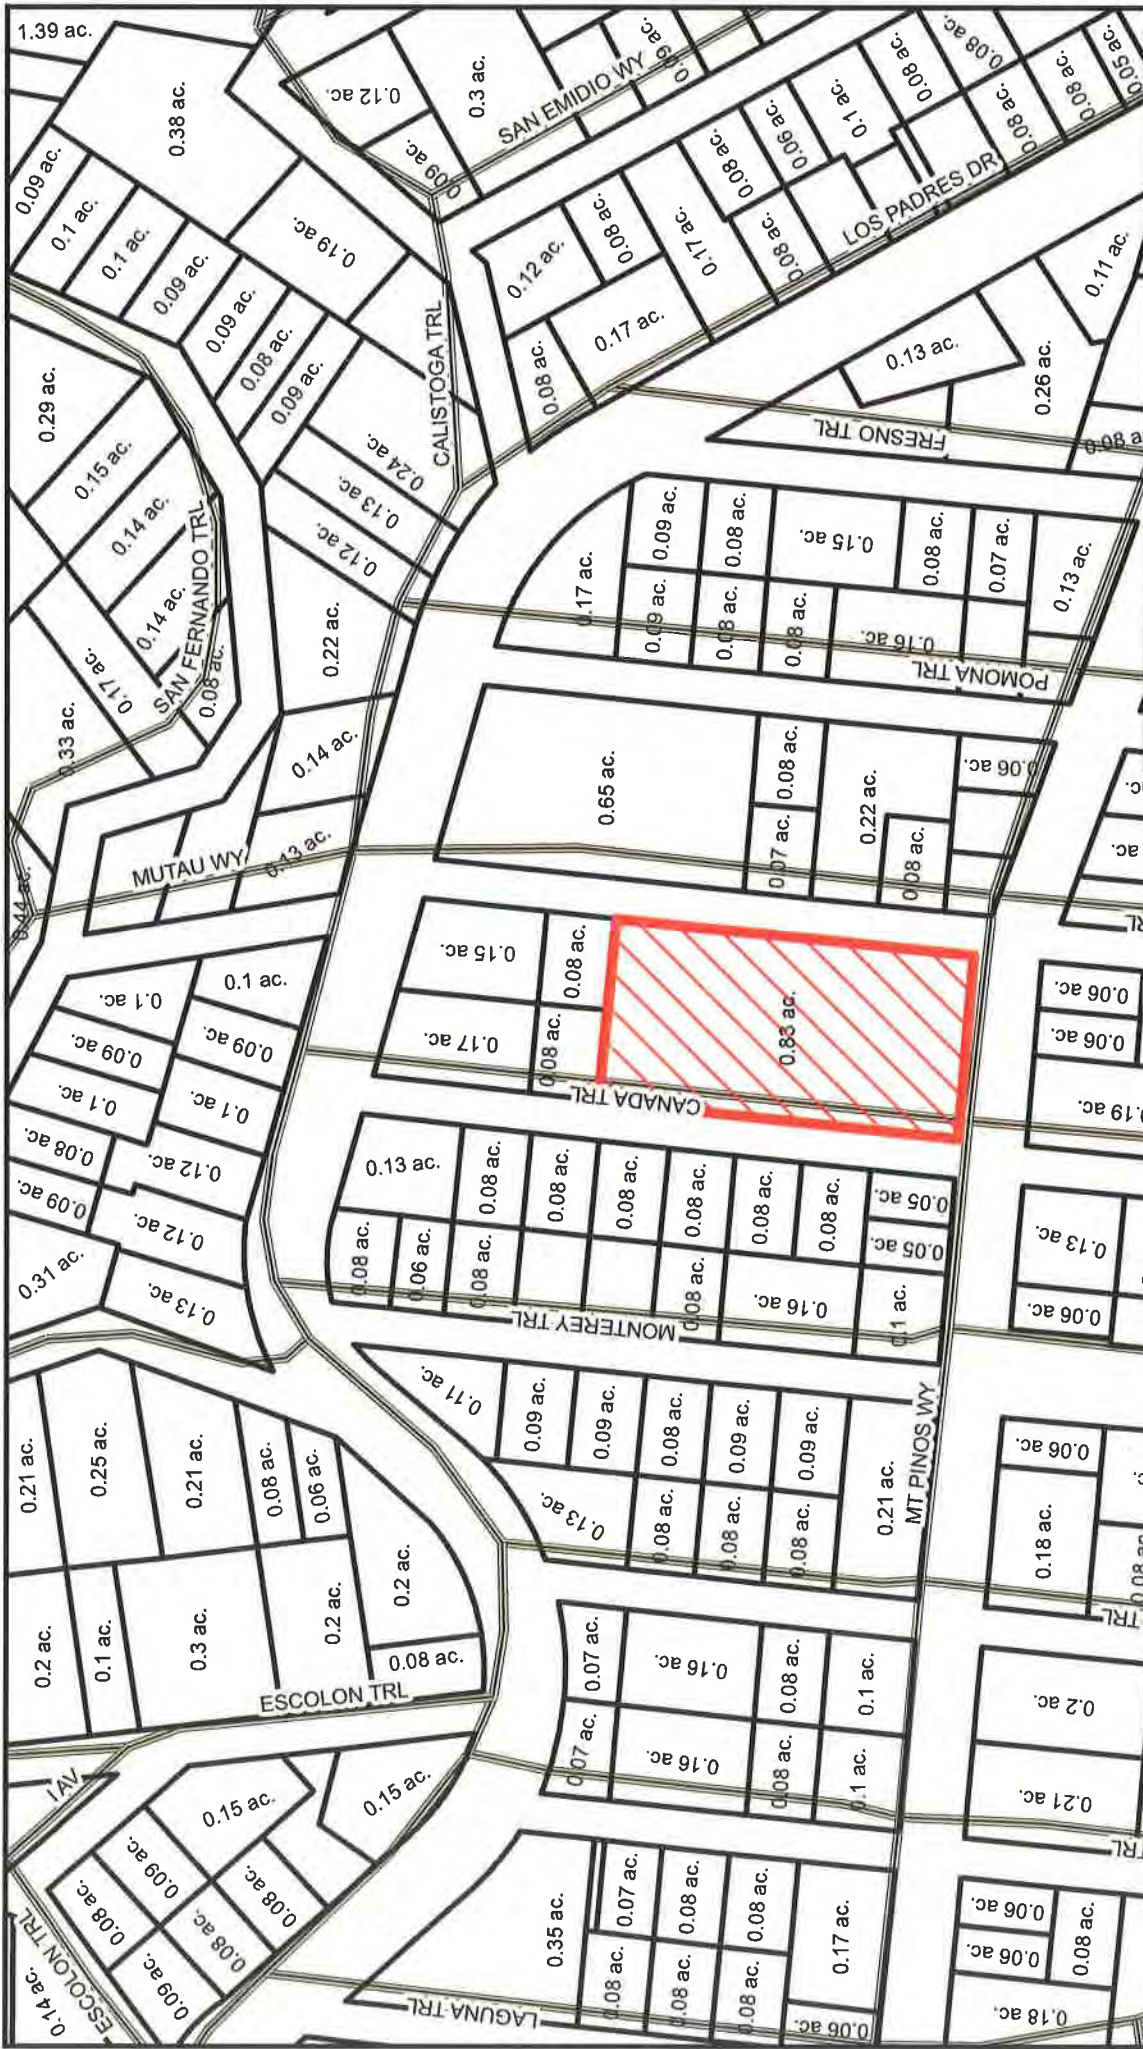 1.39 ac.
0.38 ac.
0.12 ac.
0.3 ac.
SAN EMIDIO WY
0.09 ac.
0.08 ac.
0.08 ac.
0.05 ac.
0.08 ac.
0.08 ac.
0.1 ac.
0.06 ac.
0.08 ac.
0.09 ac.
0.09 ac.
0.1 ac.
0.1 ac.
0.09 ac.
0.19 ac.
0.12 ac.
0.08 ac.
0.17 ac.
0.08 ac.
LOS PADRES DR
0.11 ac.
0.09 ac.
0.08 ac.
0.09 ac.
CALISTOGA TRL
0.17 ac.
0.08 ac.
0.13 ac.
0.26 ac.
0.29 ac.
0.15 ac.
0.14 ac.
0.14 ac.
SAN FERNANDO TRL
0.24 ac.
0.13 ac.
0.12 ac.
FRESNO TRL
0.09 ac.
0.08 ac.
0.15 ac.
0.08 ac.
0.07 ac.
0.13 ac.
0.17 ac.
0.09 ac.
0.08 ac.
0.08 ac.
0.16 ac.
POMONA TRL
0.17 ac.
0.08 ac.
0.22 ac.
0.33 ac.
0.14 ac.
0.65 ac.
0.08 ac.
0.07 ac.
0.22 ac.
0.08 ac.
0.06 ac.
MUTAU WY
0.13 ac.
0.44 ac.
0.15 ac.
0.08 ac.
0.17 ac.
0.08 ac.
0.83 ac.
CANADA TRL
0.06 ac.
0.06 ac.
0.1 ac.
0.1 ac.
0.09 ac.
0.09 ac.
0.1 ac.
0.1 ac.
0.08 ac.
0.12 ac.
0.09 ac.
0.12 ac.
0.31 ac.
0.13 ac.
0.13 ac.
0.08 ac.
0.08 ac.
0.08 ac.
0.08 ac.
0.08 ac.
0.08 ac.
0.05 ac.
0.05 ac.
0.08 ac.
0.06 ac.
0.08 ac.
0.08 ac.
0.16 ac.
0.1 ac.
MONTEREY TRL
0.13 ac.
0.06 ac.
0.11 ac.
0.09 ac.
0.09 ac.
0.08 ac.
0.09 ac.
0.09 ac.
0.21 ac.
MT PINOS WY
0.13 ac.
0.08 ac.
0.08 ac.
0.08 ac.
0.06 ac.
0.18 ac.
0.21 ac.
0.25 ac.
0.21 ac.
0.08 ac.
0.06 ac.
0.2 ac.
0.2 ac.
0.2 ac.
0.1 ac.
0.3 ac.
0.08 ac.
ESCOLON TRL
0.07 ac.
0.16 ac.
0.08 ac.
0.1 ac.
0.07 ac.
0.16 ac.
0.08 ac.
0.1 ac.
TRL
0.2 ac.
0.21 ac.
TRL
I AV
0.15 ac.
0.15 ac.
0.09 ac.
0.08 ac.
0.08 ac.
0.08 ac.
0.09 ac.
0.14 ac.
ESCOLON TRL
0.35 ac.
0.07 ac.
0.08 ac.
0.08 ac.
0.17 ac.
0.08 ac.
0.08 ac.
0.08 ac.
0.06 ac.
LAGUNA TRL
0.06 ac.
0.06 ac.
0.08 ac.
0.18 ac.